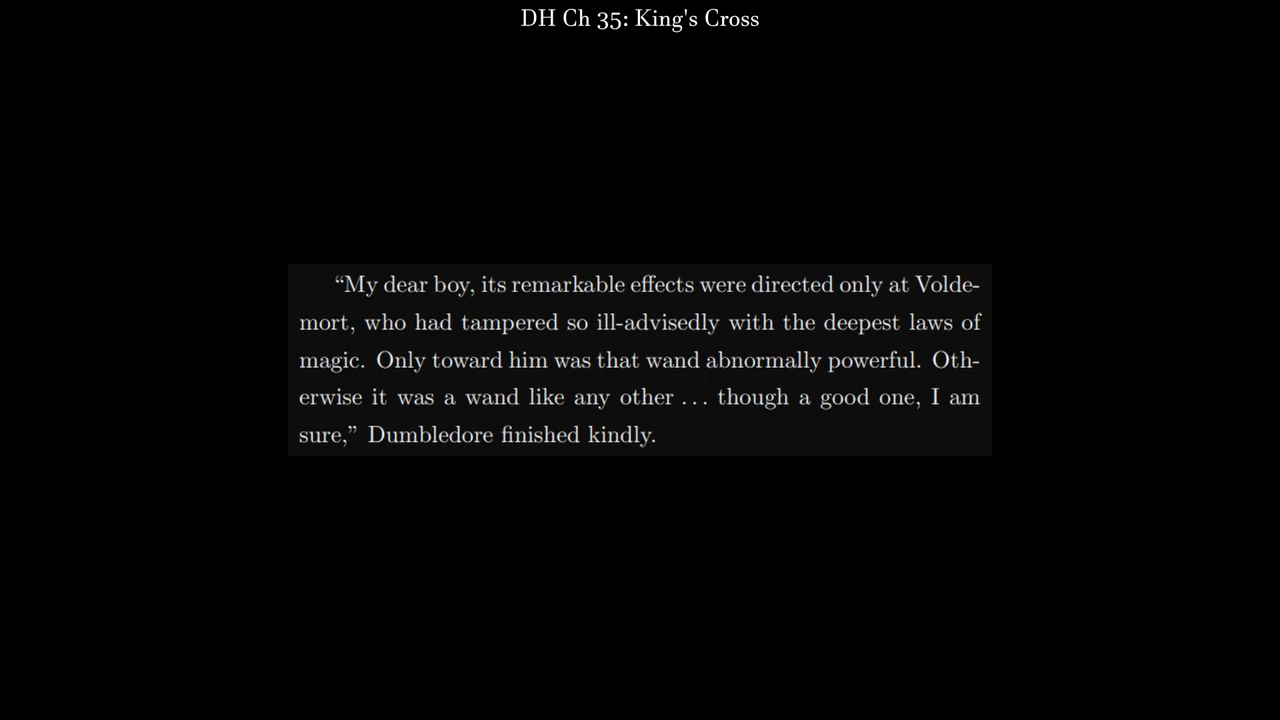 DH Ch 35: King's Cross
“My dear boy, its remarkable effects were directed only at Volde-
mort, who had tampered so ill-advisedly with the deepest laws of
magic. Only toward him was that wand abnormally powerful. Oth-
erwise it was a wand like any other . . . though a good one, I am
sure,” Dumbledore finished kindly.